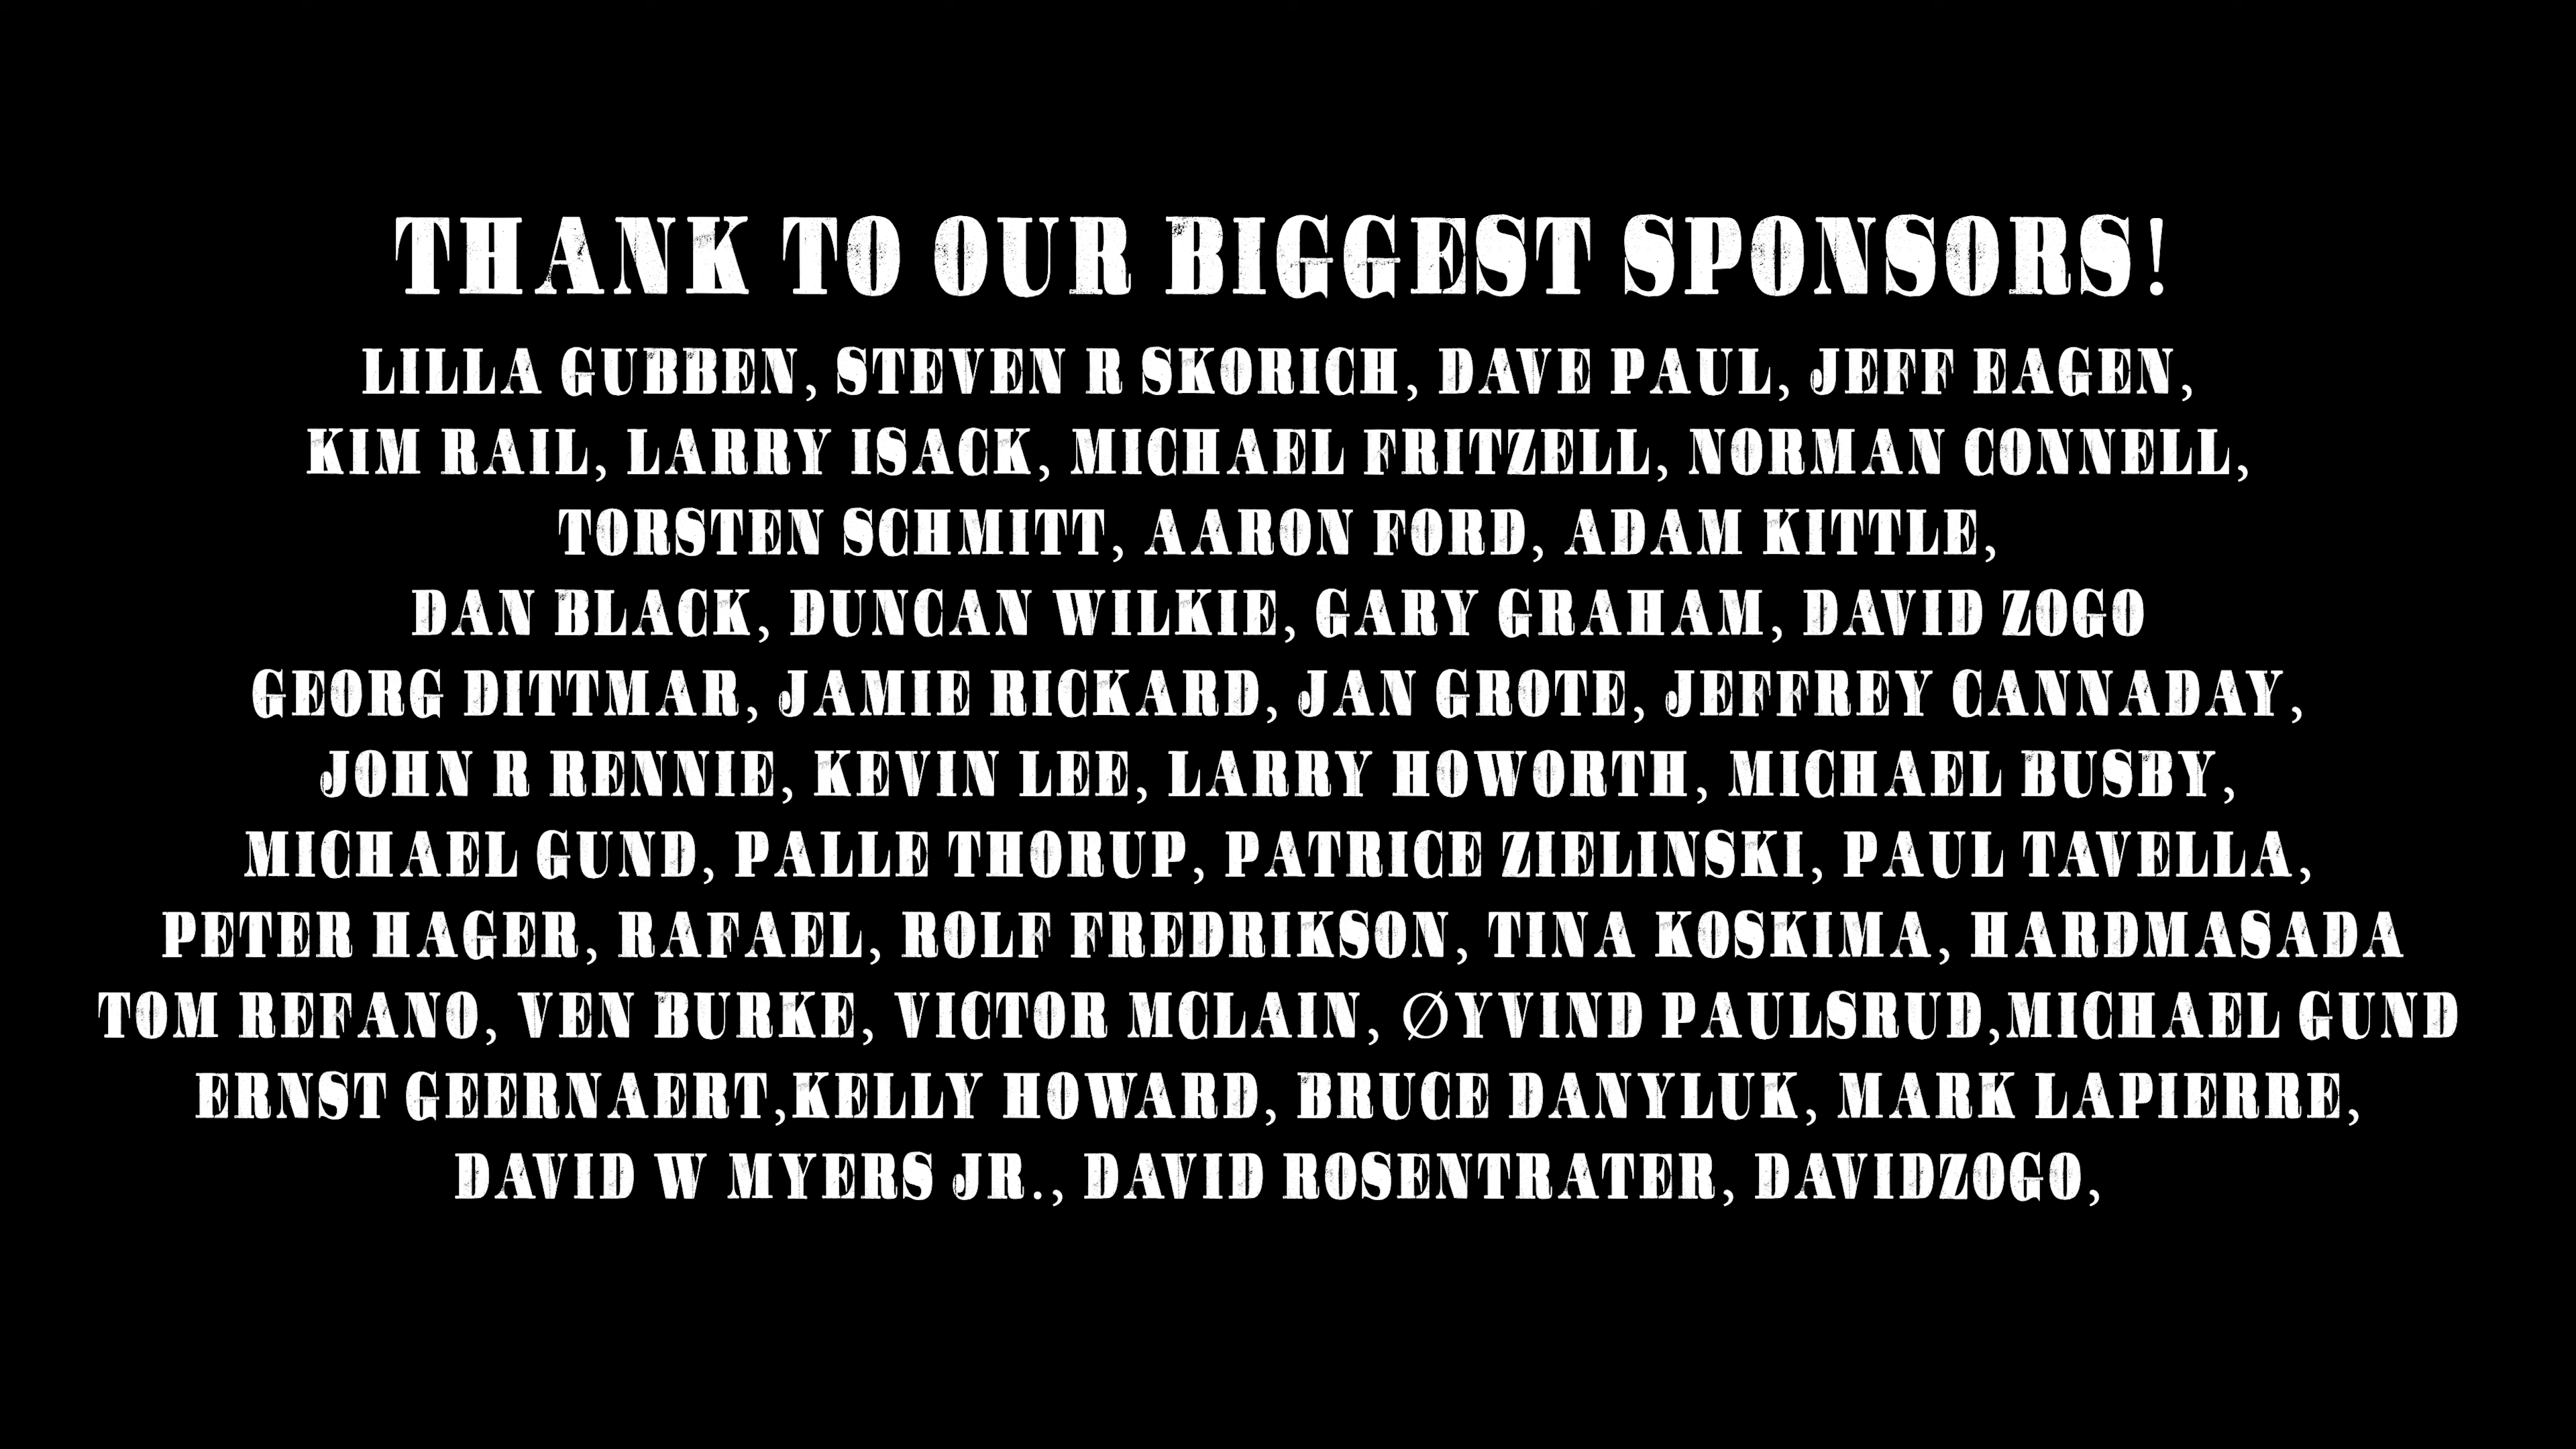 THANK TO OUR BIGGEST SPONSORS!
LILLA GUBBEN, STEVEN R SKORICH, DAVE PAUL, JEFF EAGEN,
KIM RAIL, LARRY ISACK, MICHAEL FRITZELL, NORMAN CONNELL,
TORSTEN SCHMITT, AARON FORD, ADAM KITTLE,
DAN BLACK, DUNCAN WILKIE, GARY GRAHAM, DAVID ZOGO
GEORG DITTMAR, JAMIE RICKARD, JAN GROTE, JEFFREY CANNADAY,
JOHN R RENNIE, KEVIN LEE, LARRY HOWORTH, MICHAEL BUSBY,
MICHAEL GUND, PALLE THORUP, PATRICE ZIELINSKI, PAUL TAVELLA,
PETER HAGER, RAFAEL, ROLF FREDRIKSON, TINA KOSKIMA, HARDMASADA
TOM REFANO, VEN BURKE, VICTOR MCLAIN, ØYVIND PAULSRUD,MICHAEL GUND
ERNST GEERNAERT,KELLY HOWARD, BRUCE DANYLUK, MARK LAPIERRE,
DAVID W MYERS JR., DAVID ROSENTRATER, DAVIDZOGO,